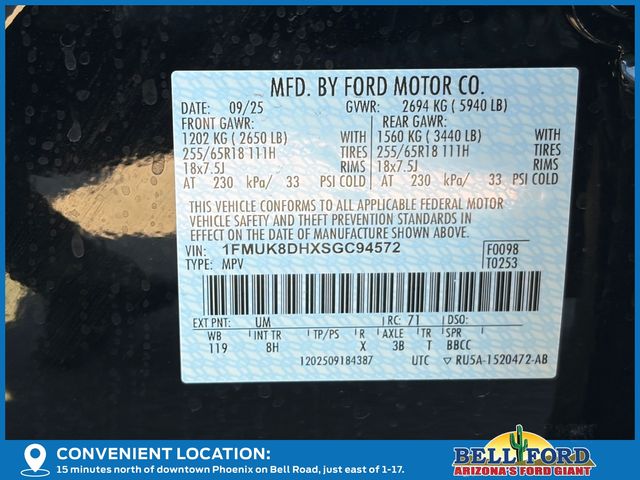 MFD. BY FORD MOTOR CO.
DATE: 09/25 GVWR: 2694 KG ( 5940 LB)
FRONT GAWR: REAR GAWR:
1202 KG ( 2650 LB) WITH 1560 KG ( 3440 LB) WITH
255/65R18 111H TIRES 255/65R18 111H TIRES
18x7.5J RIMS 18x7.5J RIMS
AT 230 kPa/ 33 PSI COLD AT 230 kPa/ 33 PSI COLD
THIS VEHICLE CONFORMS TO ALL APPLICABLE FEDERAL MOTOR
VEHICLE SAFETY AND THEFT PREVENTION STANDARDS IN
EFFECT ON THE DATE OF MANUFACTURE SHOWN ABOVE.
VIN: 1FMUK8DHXSGC94572 F0098
TYPE: MPV T0253
EXT PNT: UM RC: 71 DSO:
WB INT TR TP/PS R AXLE TR SPR
119 8H X 3B T BBCC
1202509184387 UTC ▽ RU5A-1520472-AB
CONVENIENT LOCATION:
15 minutes north of downtown Phoenix on Bell Road, just east of 1-17.
BELL FORD
ARIZONA'S FORD GIANT